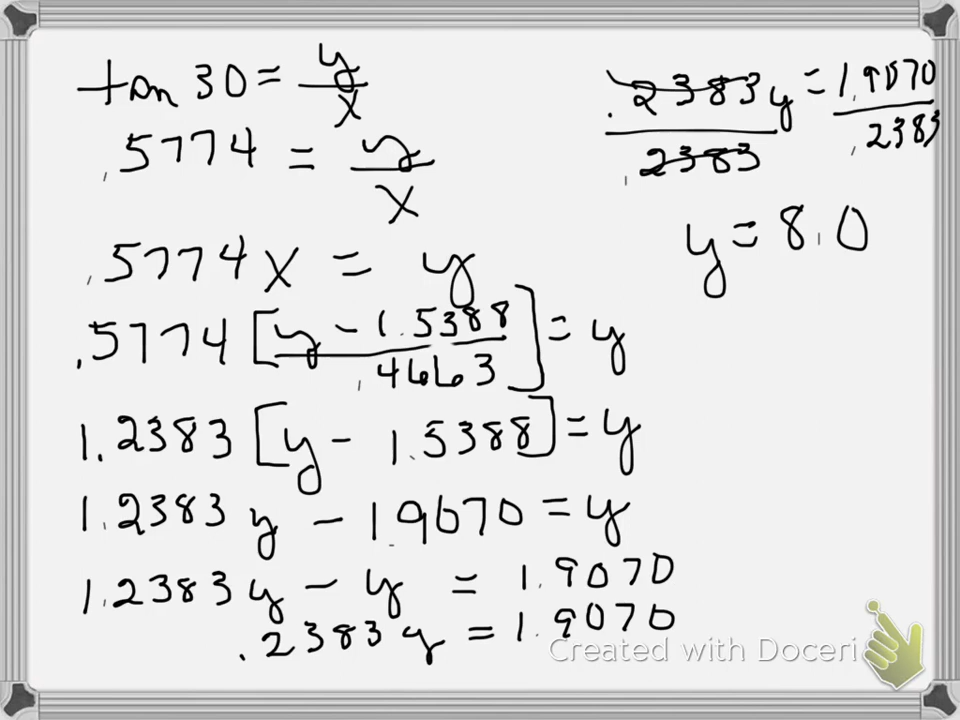 tan 30 = y/x
.5774 = y/x
.5774x = y
.5774 [y - 1.5388/.4663] = y
1.2383 [y - 1.5388] = y
1.2383y - 1.9070 = y
1.2383y - y = 1.9070
.2383y = 1.9070
.2383y/.2383 = 1.9070/.2383
y = 8.0
Created with Doceri